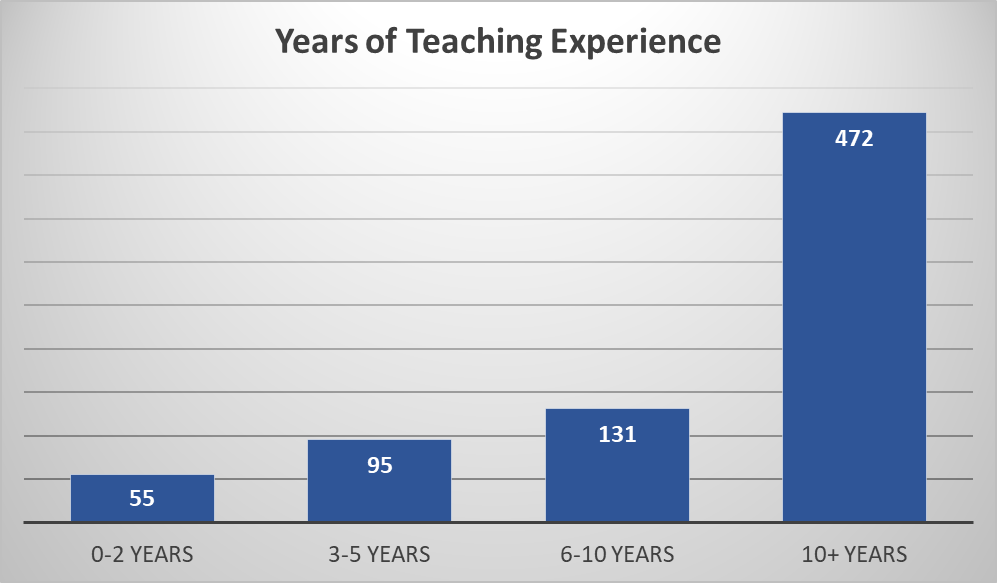 Years of Teaching Experience
472
131
95
55
0-2 YEARS 3-5 YEARS 6-10 YEARS 10+ YEARS